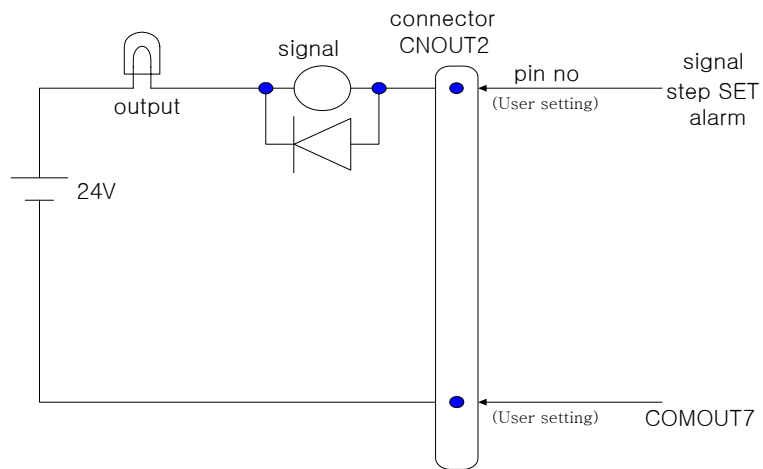 connector
CNOUT2
signal
output
pin no
(User setting)
signal
step SET
alarm
24V
(User setting)
COMOUT7